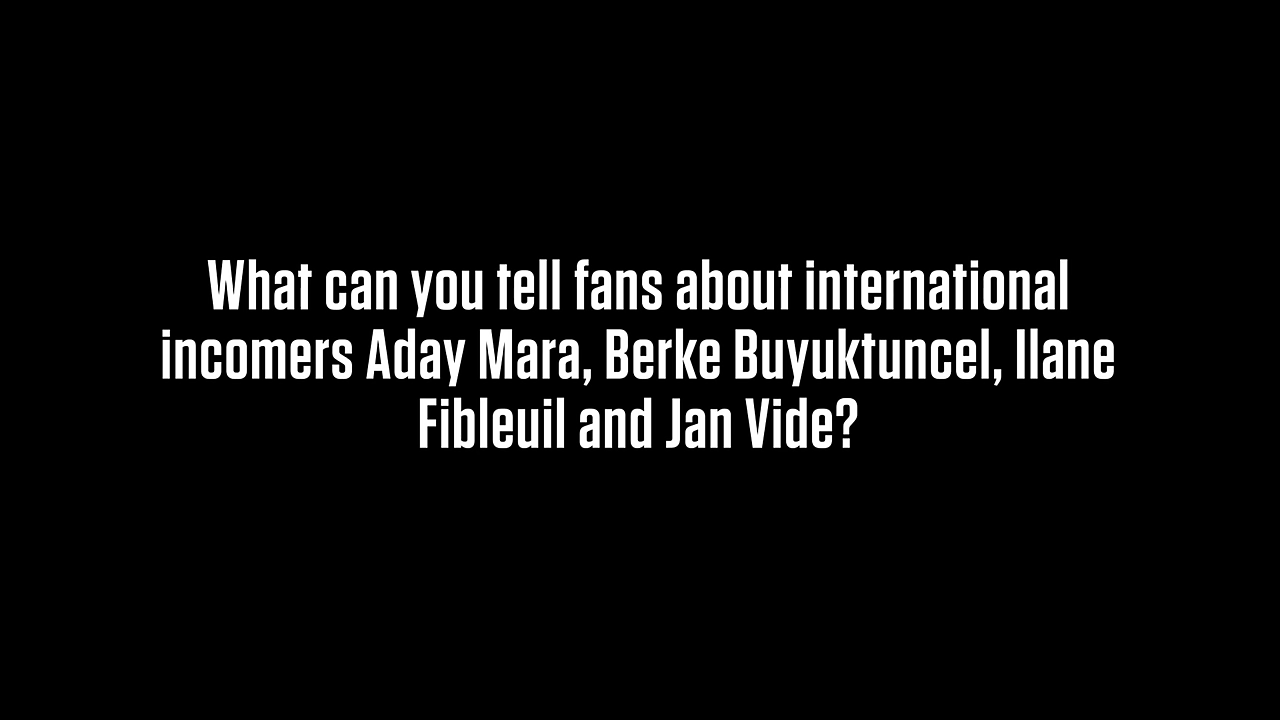 What can you tell fans about international
incomers Aday Mara, Berke Buyuktuncel, Ilane
Fibleuil and Jan Vide?